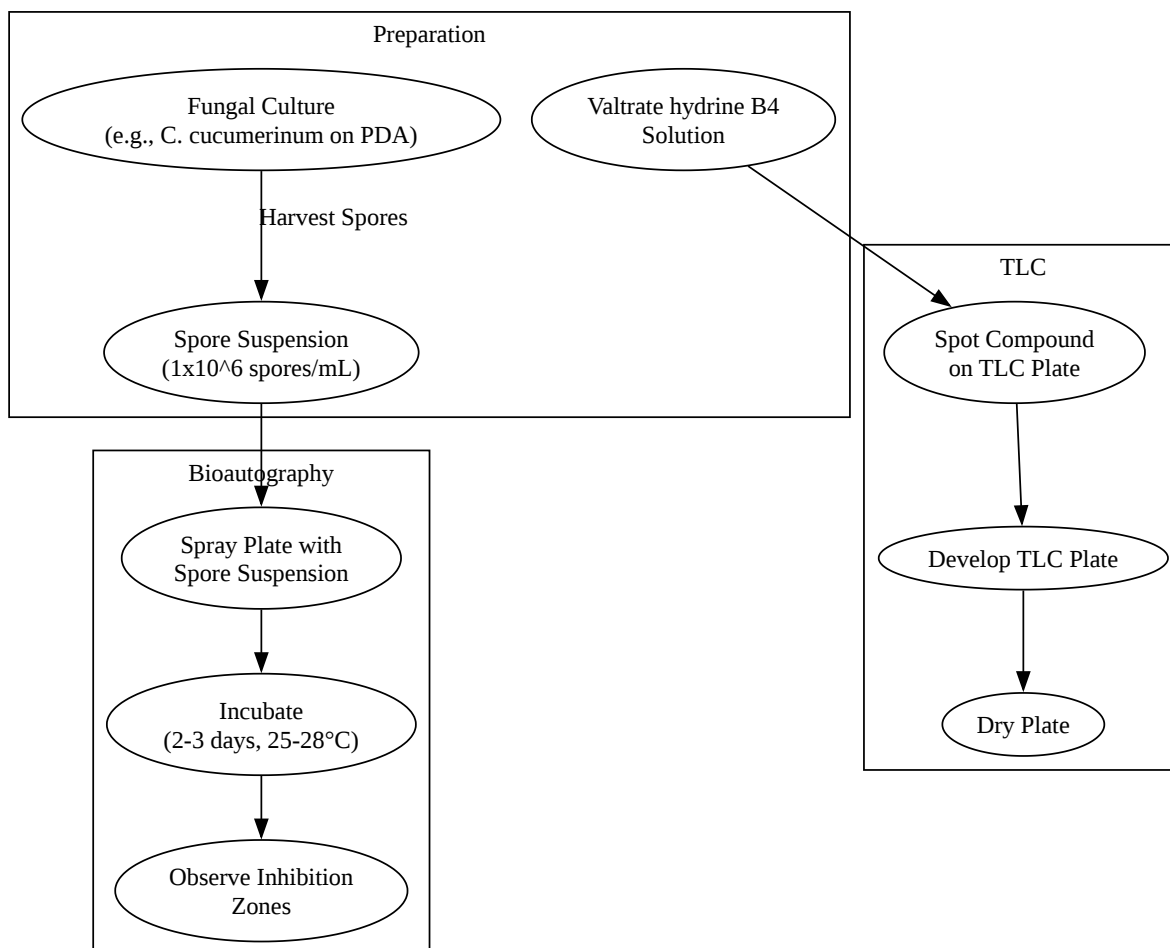 Preparation
Fungal Culture
(e.g., C. cucumerinum on PDA)
Valtrate hydrine B4
Solution
Harvest Spores
Spore Suspension
(1x10^6 spores/mL)
TLC
Spot Compound
on TLC Plate
Develop TLC Plate
Dry Plate
Bioautography
Spray Plate with
Spore Suspension
Incubate
(2-3 days, 25-28°C)
Observe Inhibition
Zones